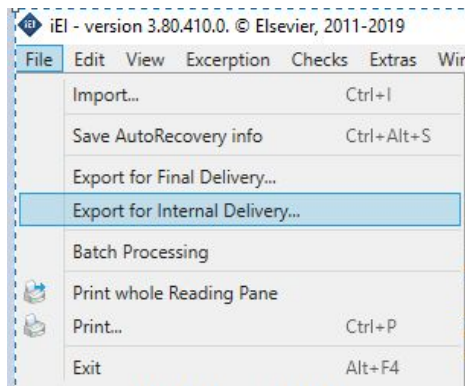 iEI iEI - version 3.80.410.0. © Elsevier, 2011-2019
File Edit View Excerption Checks Extras Wir
Import... Ctrl+I
Save AutoRecovery info Ctrl+Alt+S
Export for Final Delivery...
Export for Internal Delivery...
Batch Processing
Print whole Reading Pane
Print... Ctrl+P
Exit Alt+F4